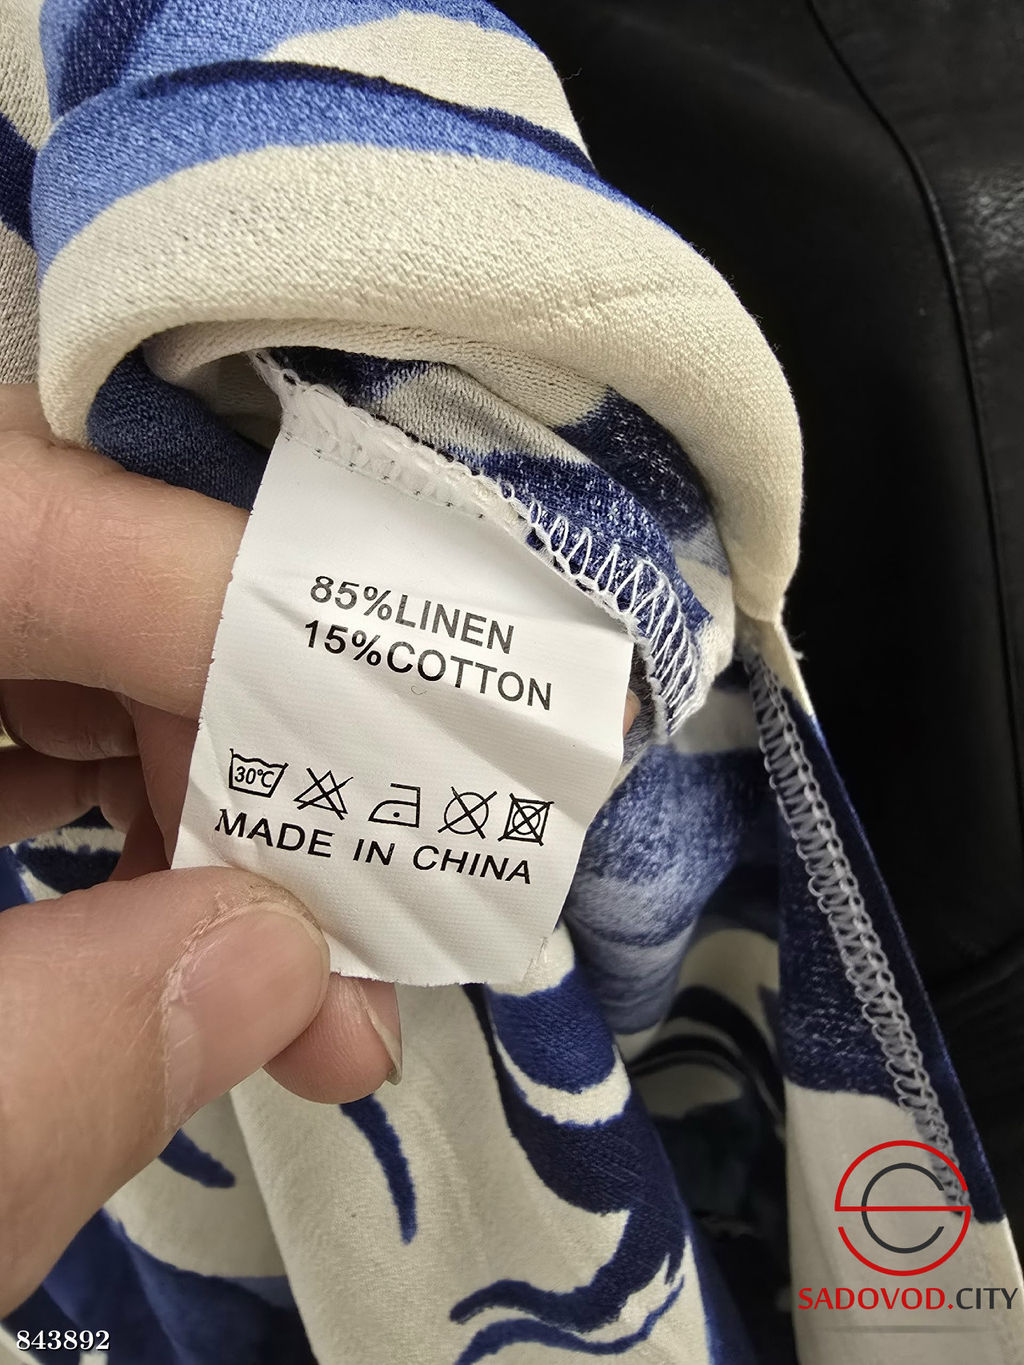 85%LINEN
15%COTTON
30℃
MADE IN CHINA
SADOVOD.CITY
843892